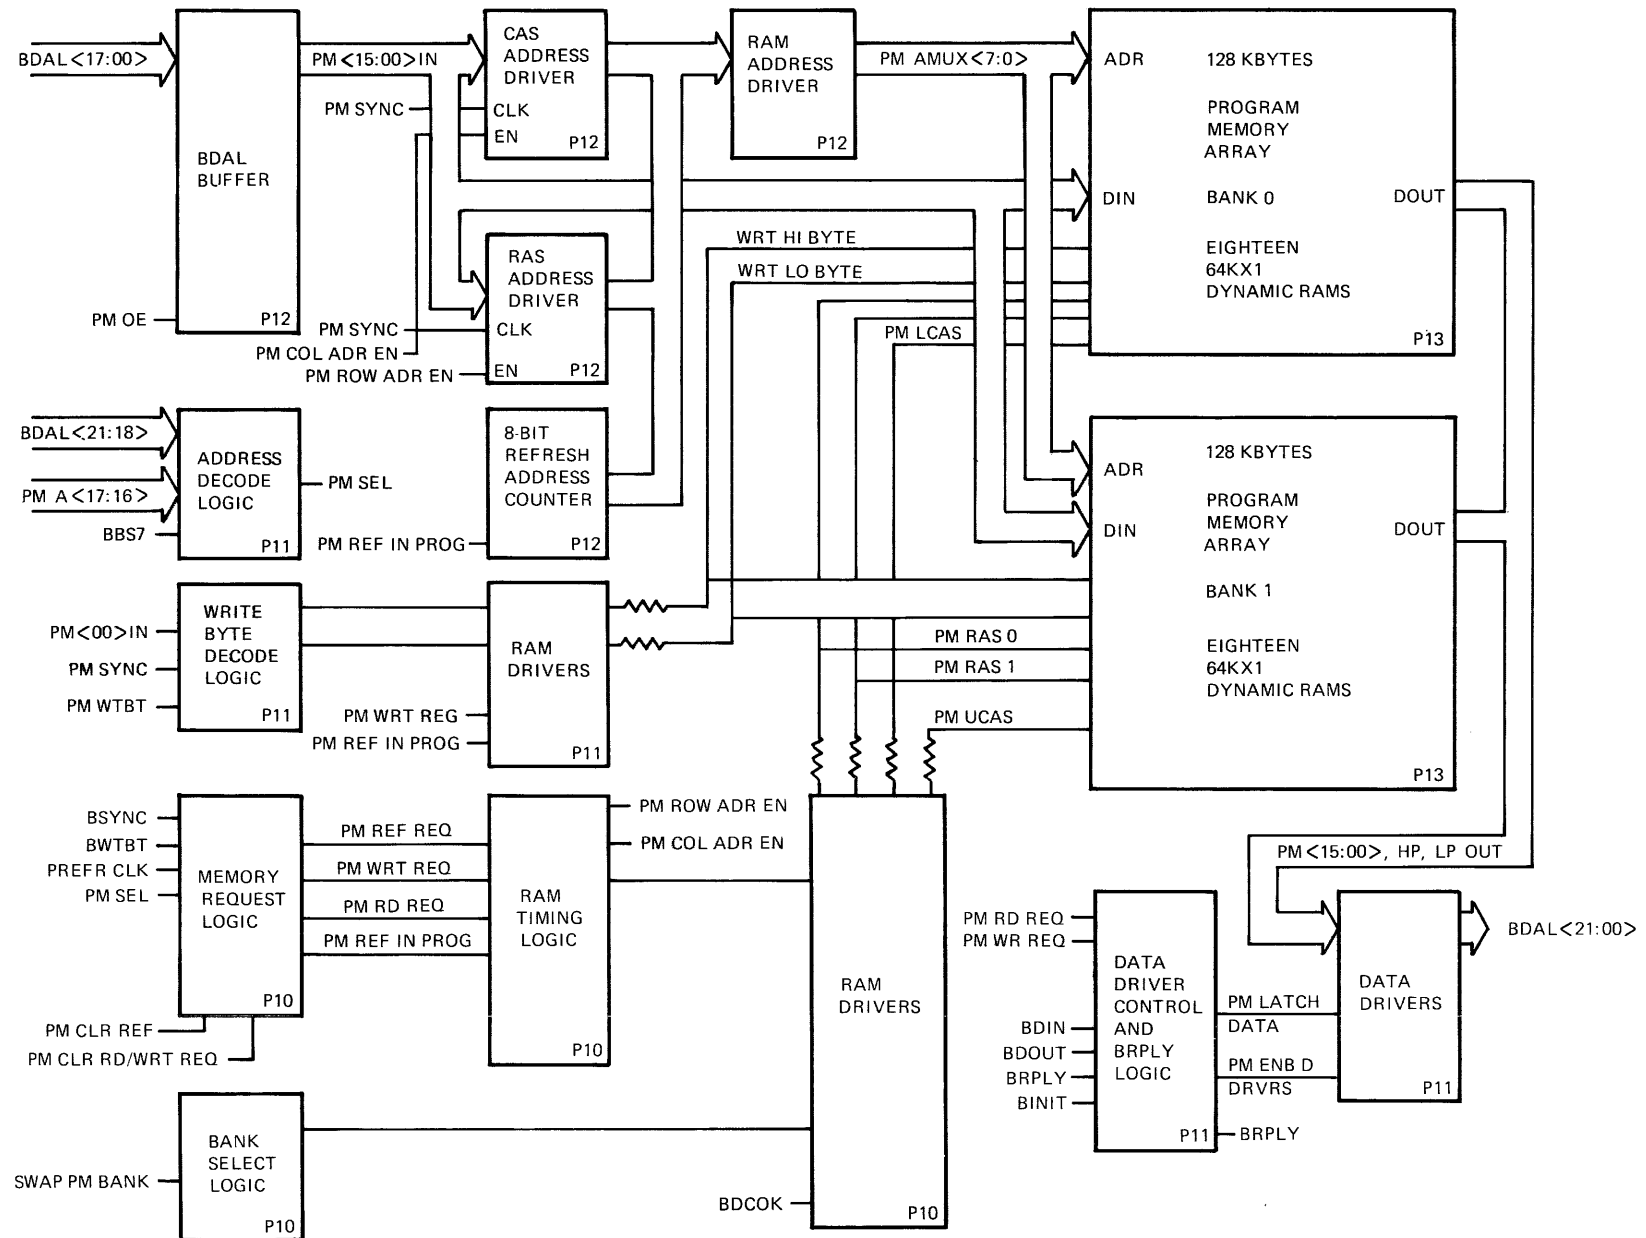 BDAL<17:00>
BDAL
BUFFER
PM OE
P12
PM<15:00>IN
CAS
ADDRESS
DRIVER
PM SYNC
CLK
EN
P12
RAM
ADDRESS
DRIVER
P12
PM AMUX<7:0>
ADR
128 KBYTES
PROGRAM
MEMORY
ARRAY
DIN
BANK 0
DOUT
EIGHTEEN
64KX1
DYNAMIC RAMS
P13
WRT HI BYTE
WRT LO BYTE
PM LCAS
RAS
ADDRESS
DRIVER
PM SYNC
CLK
PM COL ADR EN
PM ROW ADR EN
EN
P12
BDAL<21:18>
PM A<17:16>
BBS7
ADDRESS
DECODE
LOGIC
P11
PM SEL
8-BIT
REFRESH
ADDRESS
COUNTER
PM REF IN PROG
P12
ADR
128 KBYTES
PROGRAM
MEMORY
ARRAY
DIN
DOUT
BANK 1
EIGHTEEN
64KX1
DYNAMIC RAMS
P13
PM<00>IN
PM SYNC
PM WTBT
WRITE
BYTE
DECODE
LOGIC
P11
RAM
DRIVERS
PM WRT REG
PM REF IN PROG
P11
PM RAS 0
PM RAS 1
PM UCAS
BSYNC
BWTBT
PREFR CLK
PM SEL
MEMORY
REQUEST
LOGIC
P10
PM CLR REF
PM CLR RD/WRT REQ
PM REF REQ
PM WRT REQ
PM RD REQ
PM REF IN PROG
RAM
TIMING
LOGIC
P10
PM ROW ADR EN
PM COL ADR EN
RAM
DRIVERS
BDCOK
P10
SWAP PM BANK
BANK
SELECT
LOGIC
P10
PM<15:00>, HP, LP OUT
PM RD REQ
PM WR REQ
BDIN
BDOUT
BRPLY
BINIT
DATA
DRIVER
CONTROL
AND
BRPLY
LOGIC
P11
BRPLY
PM LATCH
DATA
PM ENB D
DRVRS
DATA
DRIVERS
P11
BDAL<21:00>